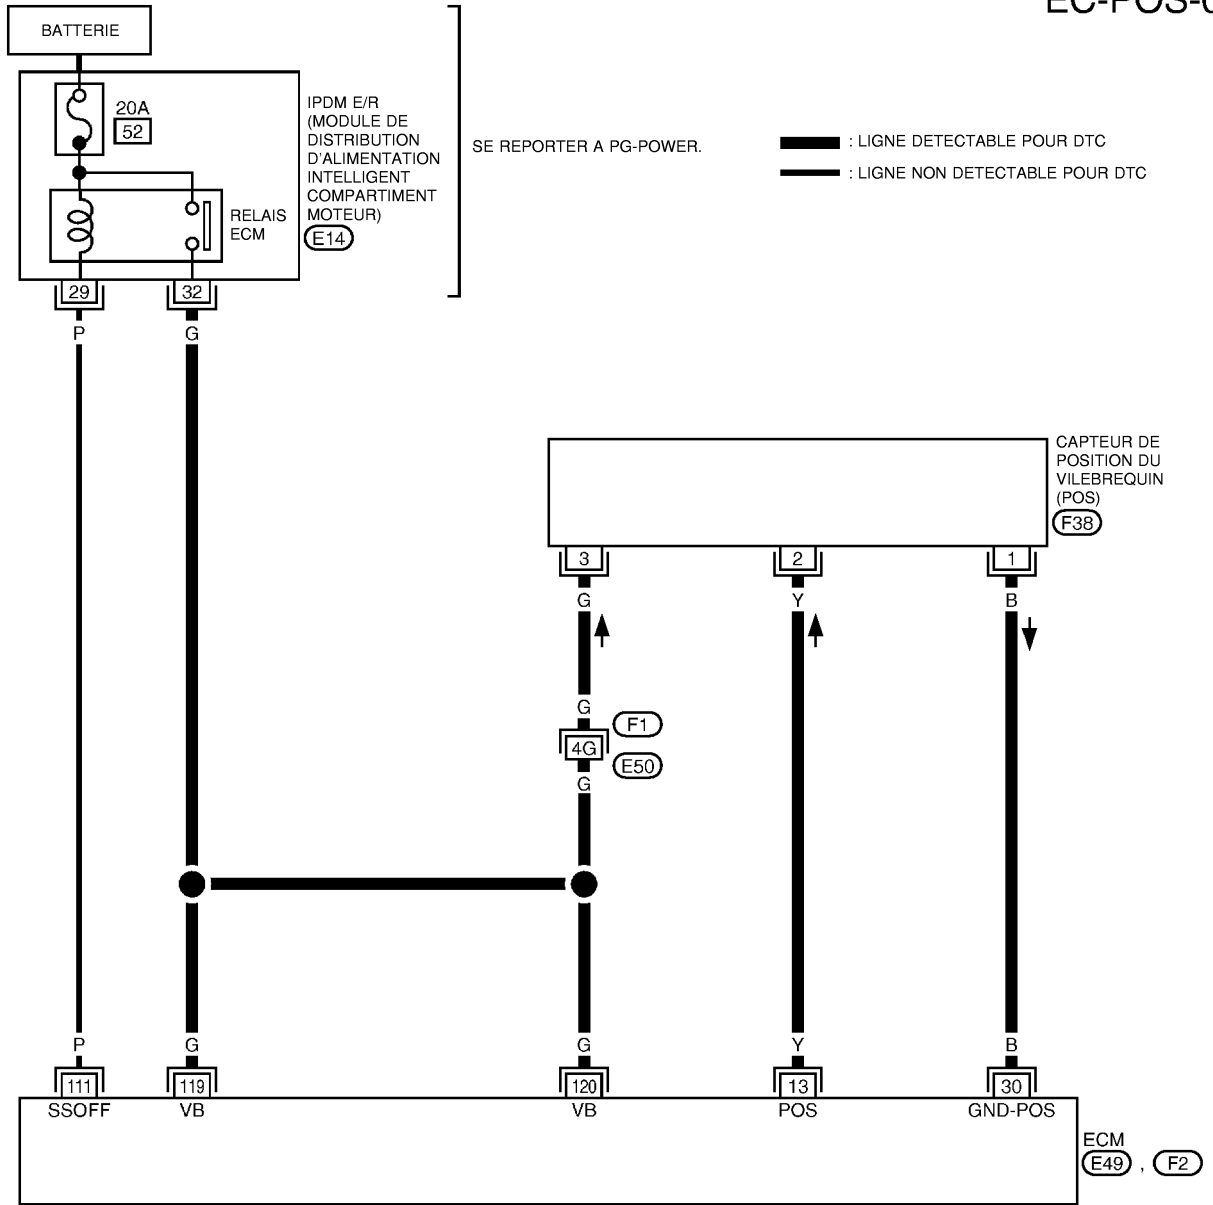 EC-POS-0
BATTERIE
20A
52
IPDM E/R
(MODULE DE
DISTRIBUTION
D'ALIMENTATION
INTELLIGENT
COMPARTIMENT
MOTEUR)
E14
RELAIS
ECM
SE REPORTER A PG-POWER.
: LIGNE DETECTABLE POUR DTC
: LIGNE NON DETECTABLE POUR DTC
29
32
P
G
CAPTEUR DE
POSITION DU
VILEBREQUIN
(POS)
F38
3
2
1
G
Y
B
G
F1
4G
E50
G
P
G
G
Y
B
111
119
120
13
30
SSOFF
VB
VB
POS
GND-POS
ECM
E49 , F2